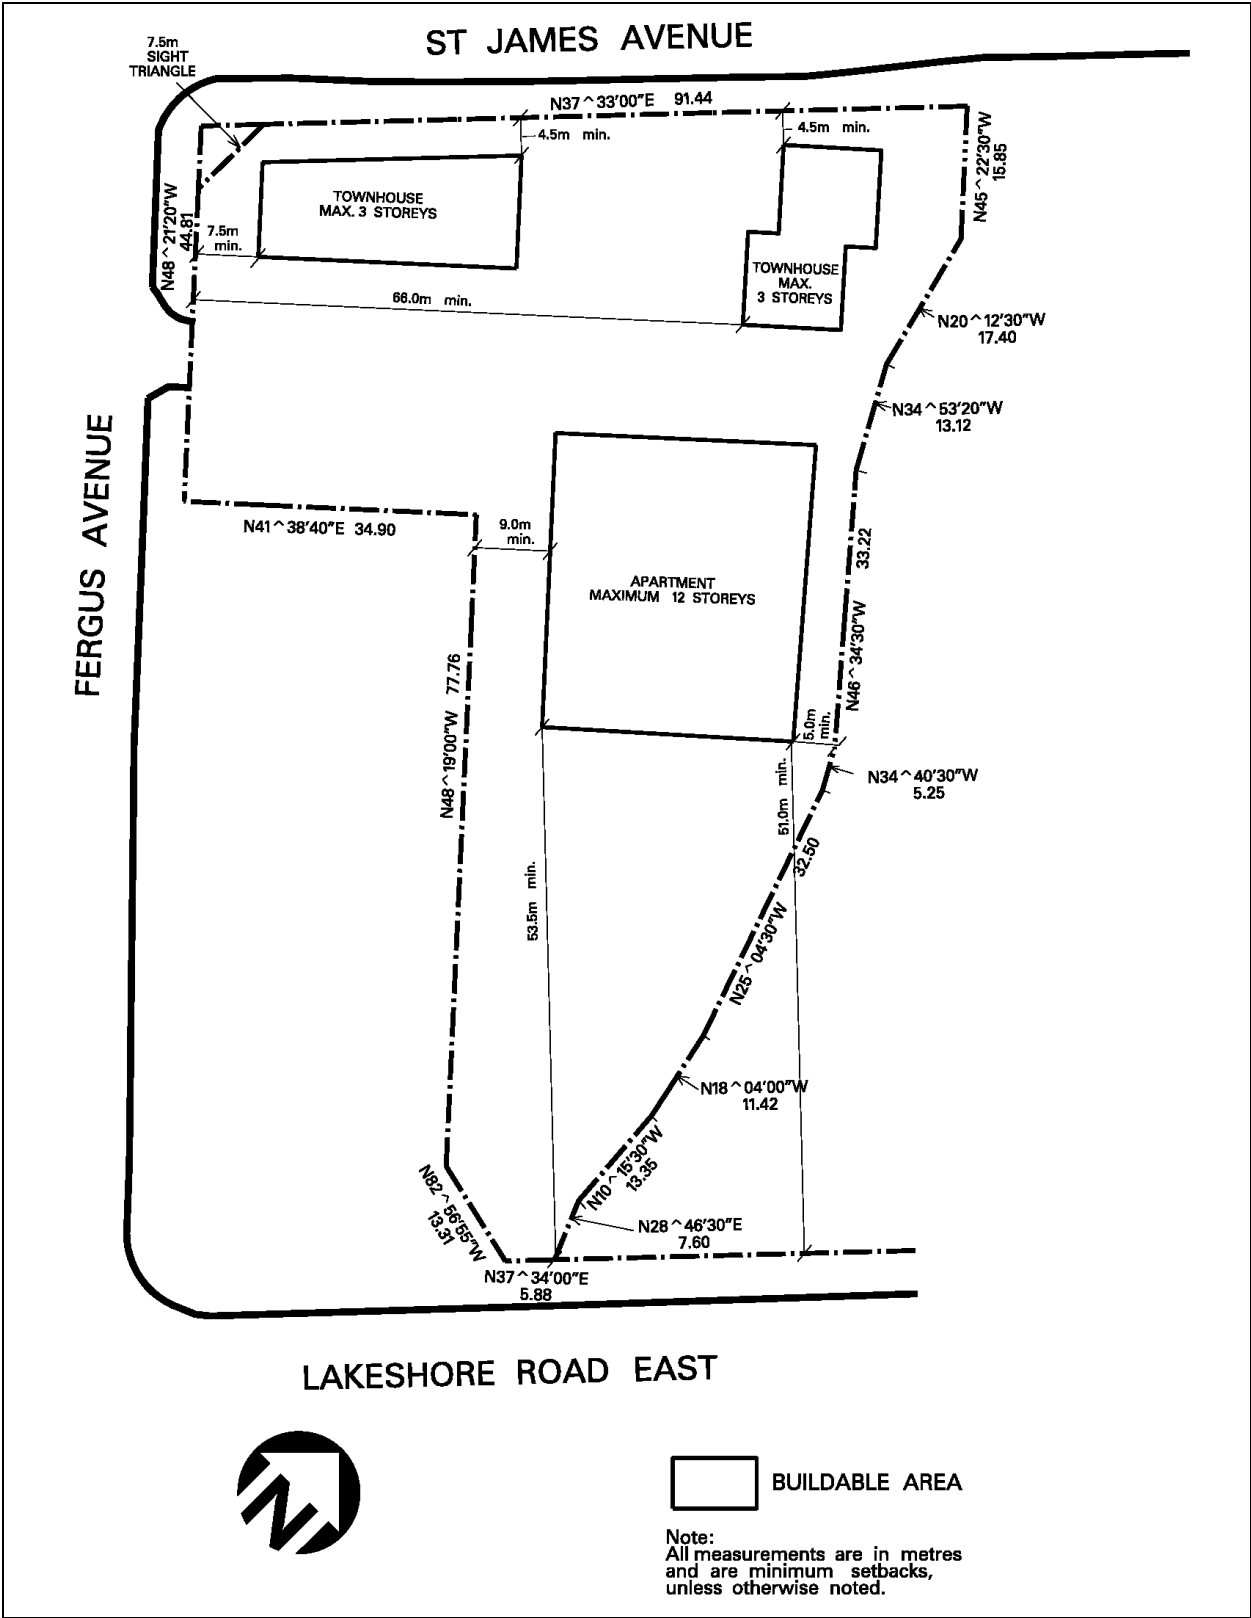 ST JAMES AVENUE
7.5m
SIGHT
TRIANGLE
N37^33'00"E 91.44
4.5m min.
4.5m min.
N45^22'30"W
15.85
TOWNHOUSE
MAX. 3 STOREYS
N48^21'20"W
44.81
7.5m
min.
TOWNHOUSE
MAX.
3 STOREYS
66.0m min.
N20^12'30"W
17.40
N34^53'20"W
13.12
FERGUS AVENUE
N41^38'40"E 34.90
9.0m
min.
33.22
N46^34'30"W
APARTMENT
MAXIMUM 12 STOREYS
N48^19'00"W 77.76
5.0m
min.
N34^40'30"W
5.25
51.0m min.
32.50
N25^04'30"W
53.5m min.
N18^04'00"W
11.42
N10^15'30"W
13.35
N82^56'55"W
13.31
N28^46'30"E
7.60
N37^34'00"E
5.88
LAKESHORE ROAD EAST
N
BUILDABLE AREA
Note:
All measurements are in metres
and are minimum setbacks,
unless otherwise noted.